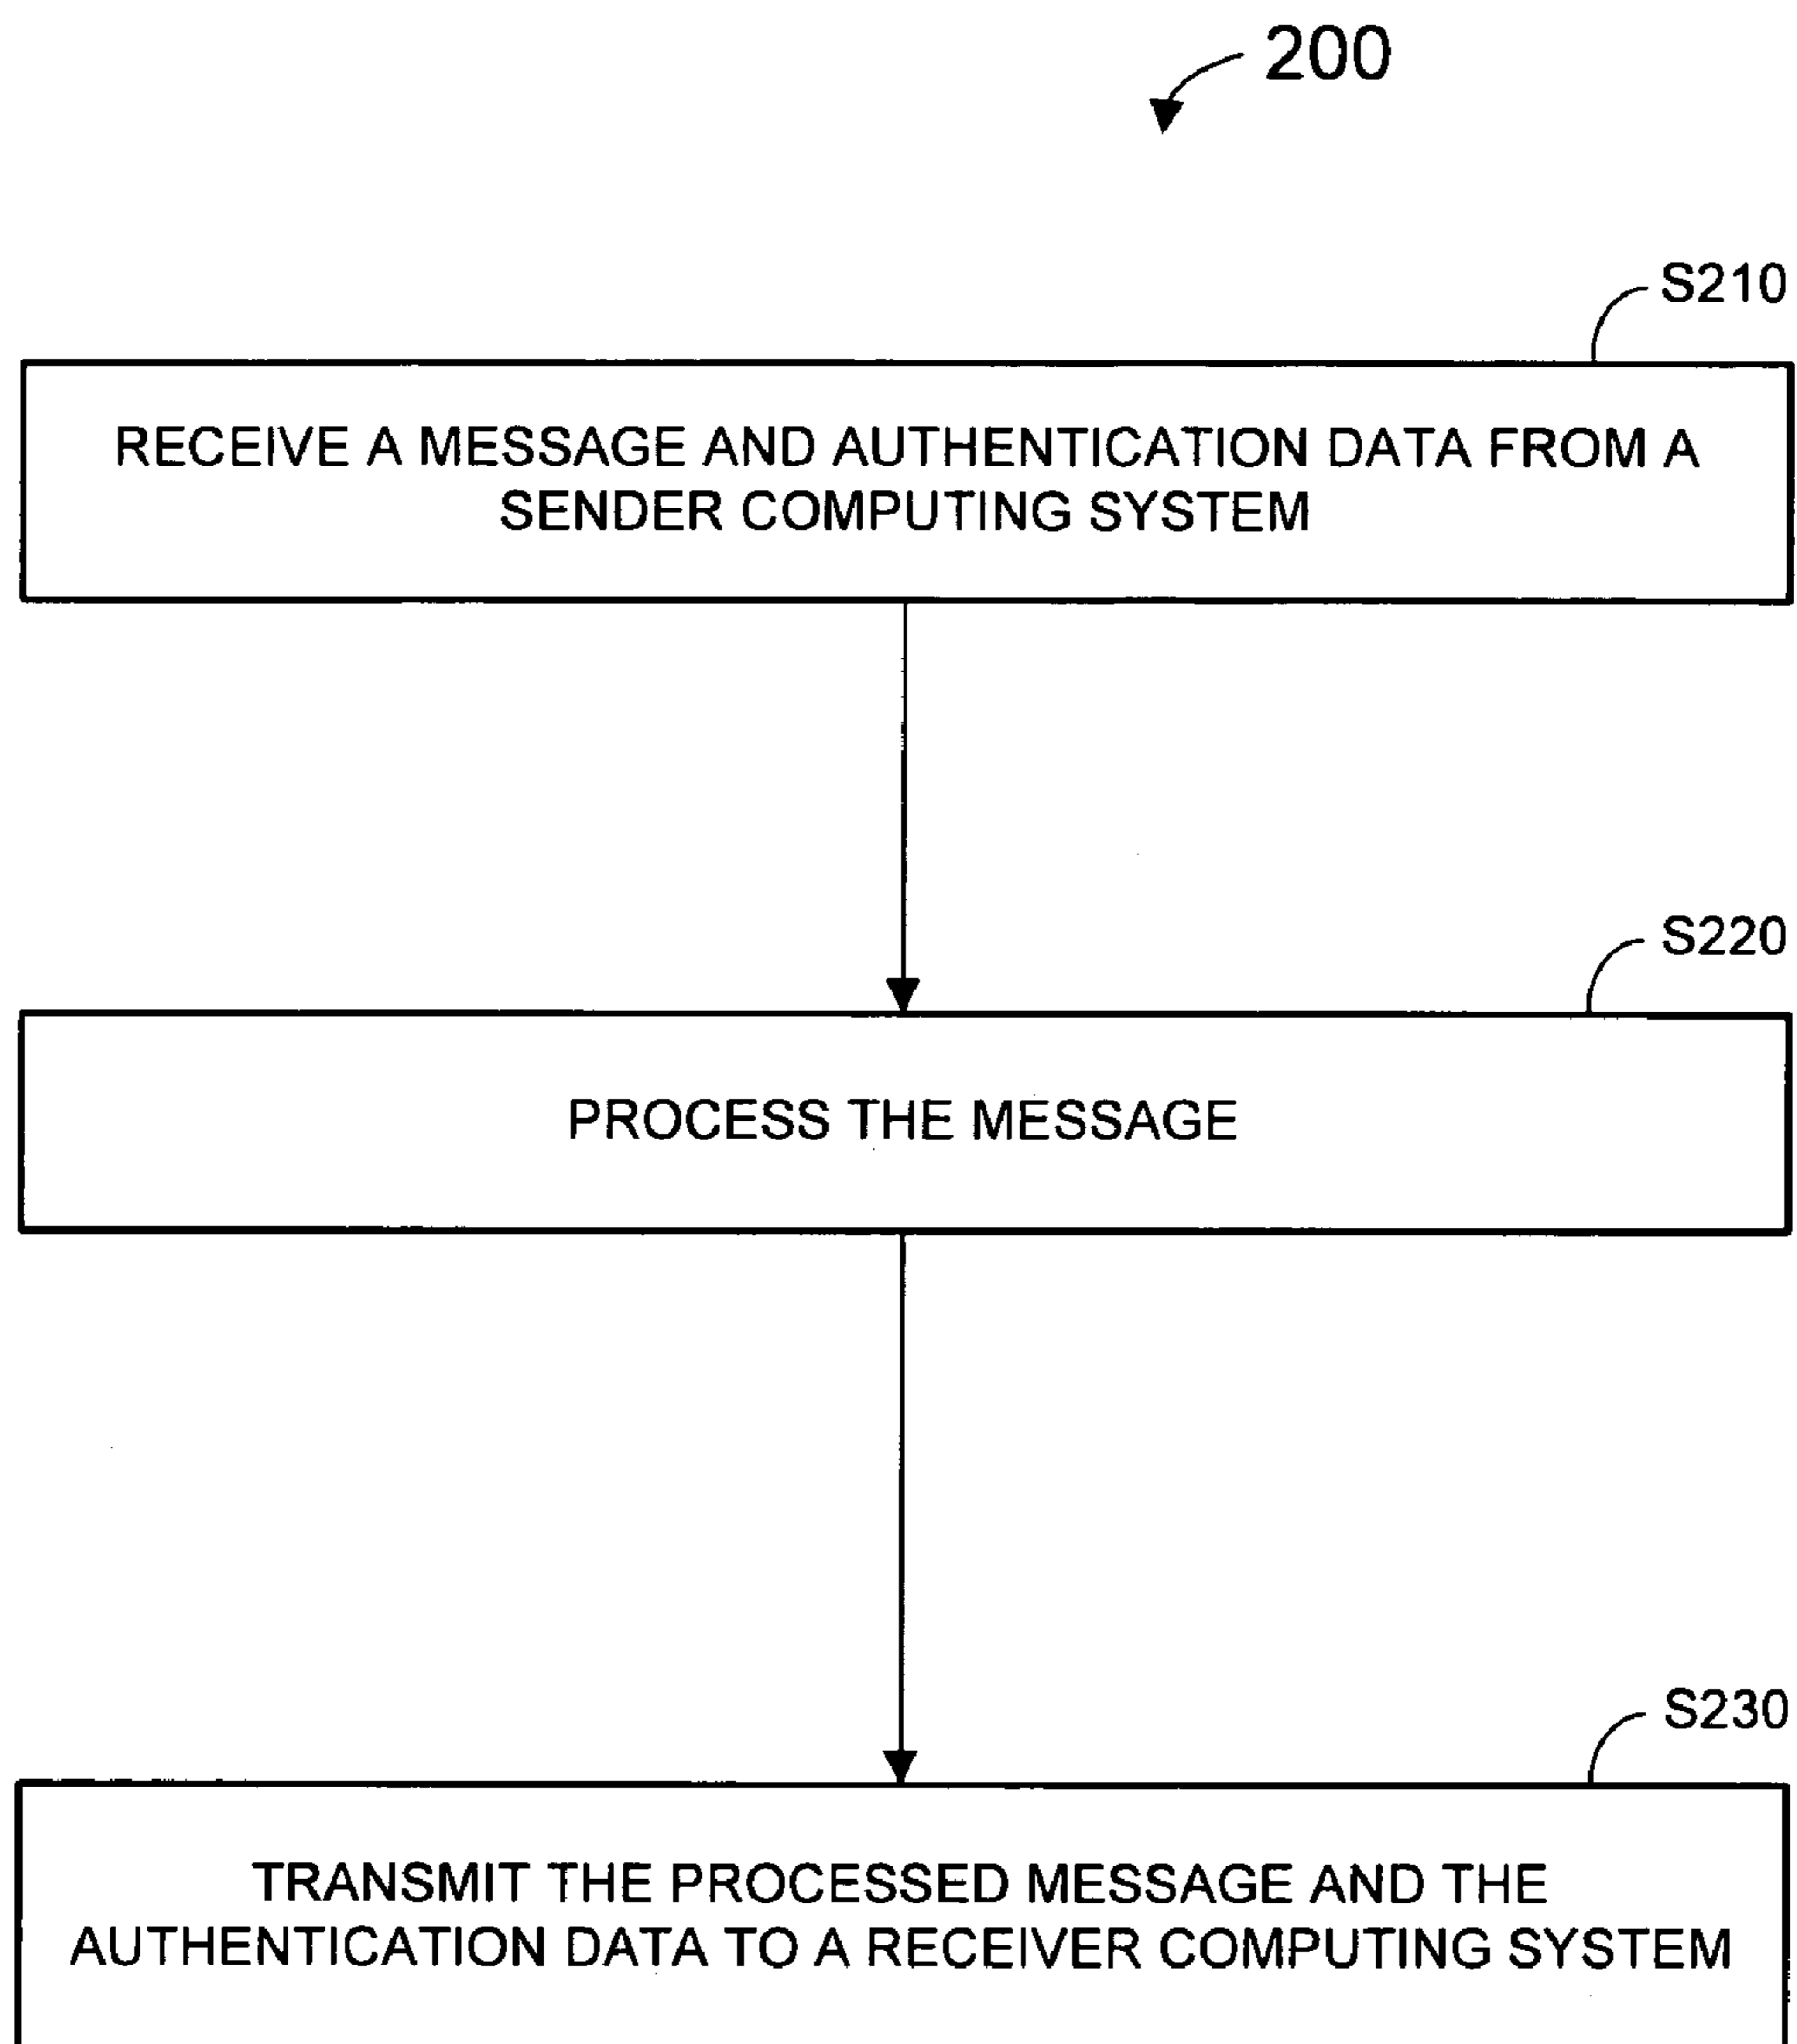 200
S210
RECEIVE A MESSAGE AND AUTHENTICATION DATA FROM A
SENDER COMPUTING SYSTEM
S220
PROCESS THE MESSAGE
S230
TRANSMIT THE PROCESSED MESSAGE AND THE
AUTHENTICATION DATA TO A RECEIVER COMPUTING SYSTEM